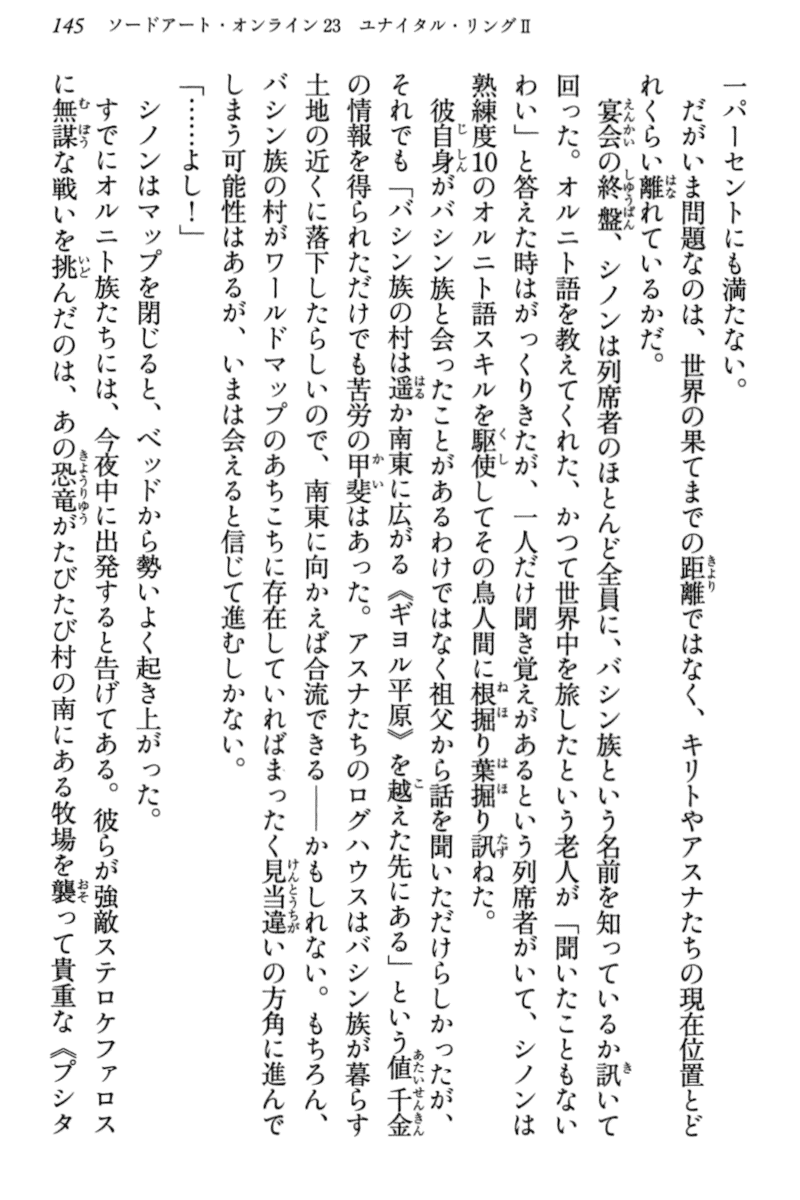 145 ソードアート・オンライン23 ユナイタル・リングⅡ
一パーセントにも満たない。
だがいま問題なのは、世界の果てまでの距離ではなく、キリトやアスナたちの現在位置とど
れくらい離れているかだ。
宴会の終盤、シノンは列席者のほとんど全員に、バシン族という名前を知っているか訊いて
回った。オルニト語を教えてくれた、かつて世界中を旅したという老人が「聞いたこともない
わい」と答えた時はがっくりきたが、一人だけ聞き覚えがあるという列席者がいて、シノンは
熟練度10のオルニト語スキルを駆使してその鳥人間に根掘り葉掘り訊ねた。
彼自身がバシン族と会ったことがあるわけではなく祖父から話を聞いただけらしかったが、
それでも「バシン族の村は遥か南東に広がる《ギヨル平原》を越えた先にある」という値千金
の情報を得られただけでも苦労の甲斐はあった。アスナたちのログハウスはバシン族が暮らす
土地の近くに落下したらしいので、南東に向かえば合流できる――かもしれない。もちろん、
バシン族の村がワールドマップのあちこちに存在していればまったく見当違いの方角に進んで
しまう可能性はあるが、いまは会えると信じて進むしかない。
「……よし！」
シノンはマップを閉じると、ベッドから勢いよく起き上がった。
すでにオルニト族たちには、今夜中に出発すると告げてある。彼らが強敵ステロケファロス
に無謀な戦いを挑んだのは、あの恐竜がたびたび村の南にある牧場を襲って貴重な《プシタ